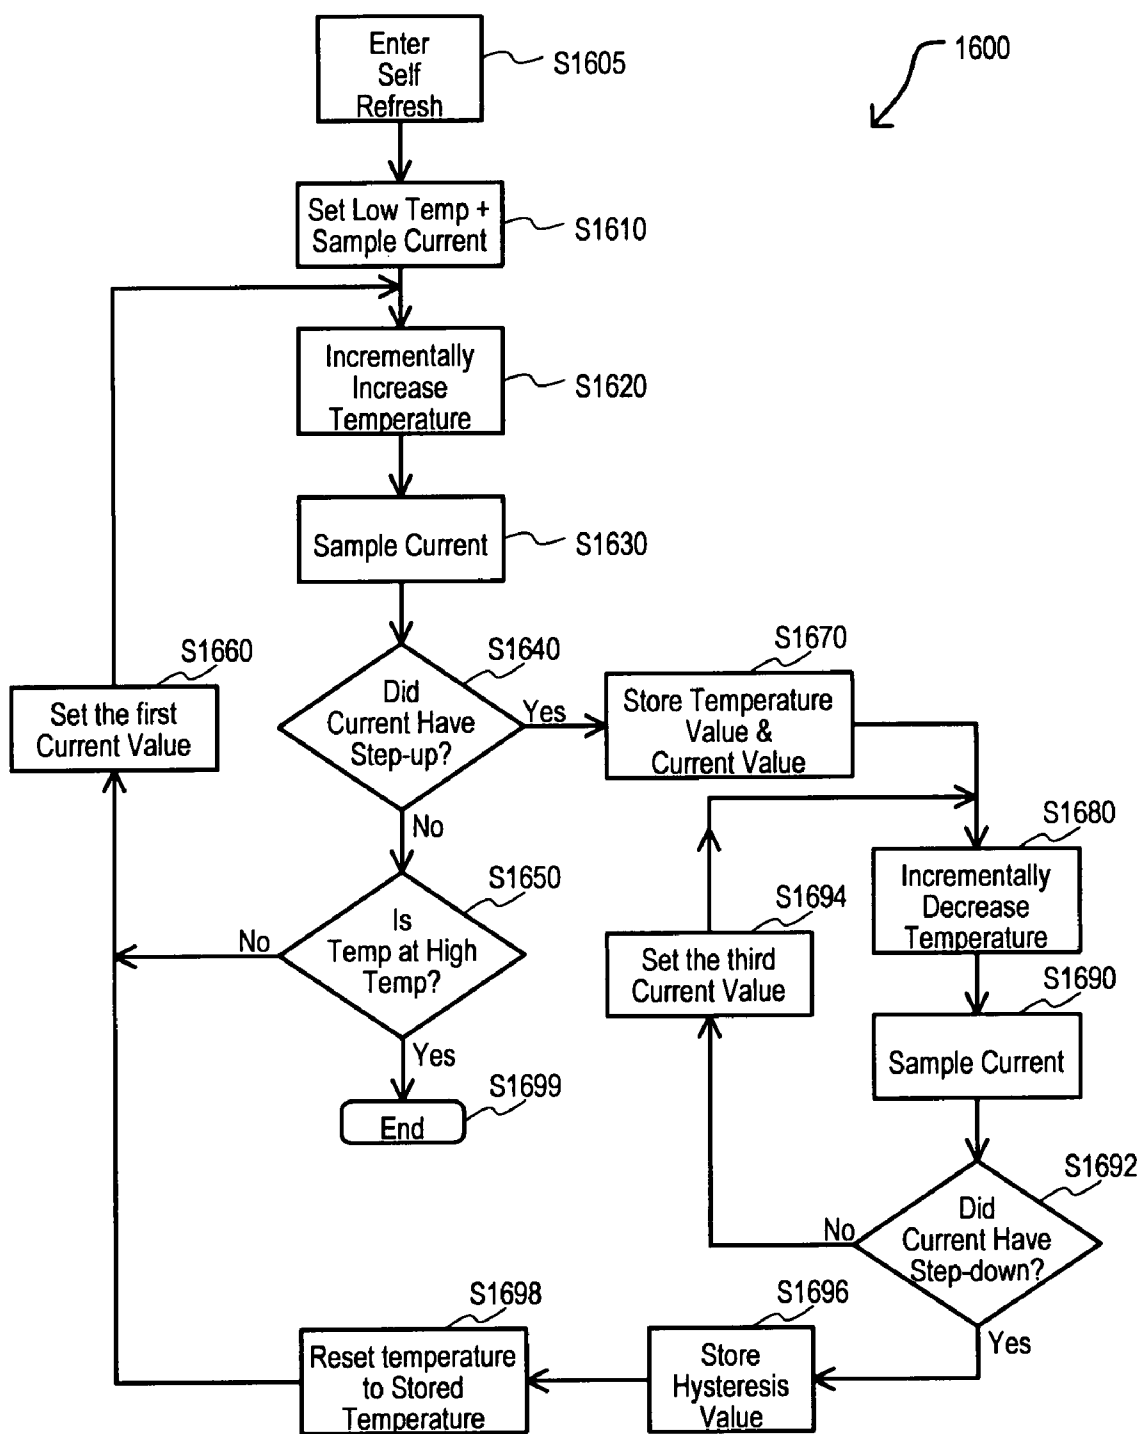 Enter
Self
Refresh
S1605
1600
Set Low Temp +
Sample Current
S1610
Incrementally
Increase
Temperature
S1620
Sample Current
S1630
S1660
Set the first
Current Value
S1640
Did
Current Have
Step-up?
Yes
No
S1670
Store Temperature
Value &
Current Value
S1680
Incrementally
Decrease
Temperature
S1650
Is
Temp at High
Temp?
No
Yes
S1694
Set the third
Current Value
S1690
Sample Current
S1699
End
S1692
Did
Current Have
Step-down?
No
Yes
S1696
Store
Hysteresis
Value
S1698
Reset temperature
to Stored
Temperature